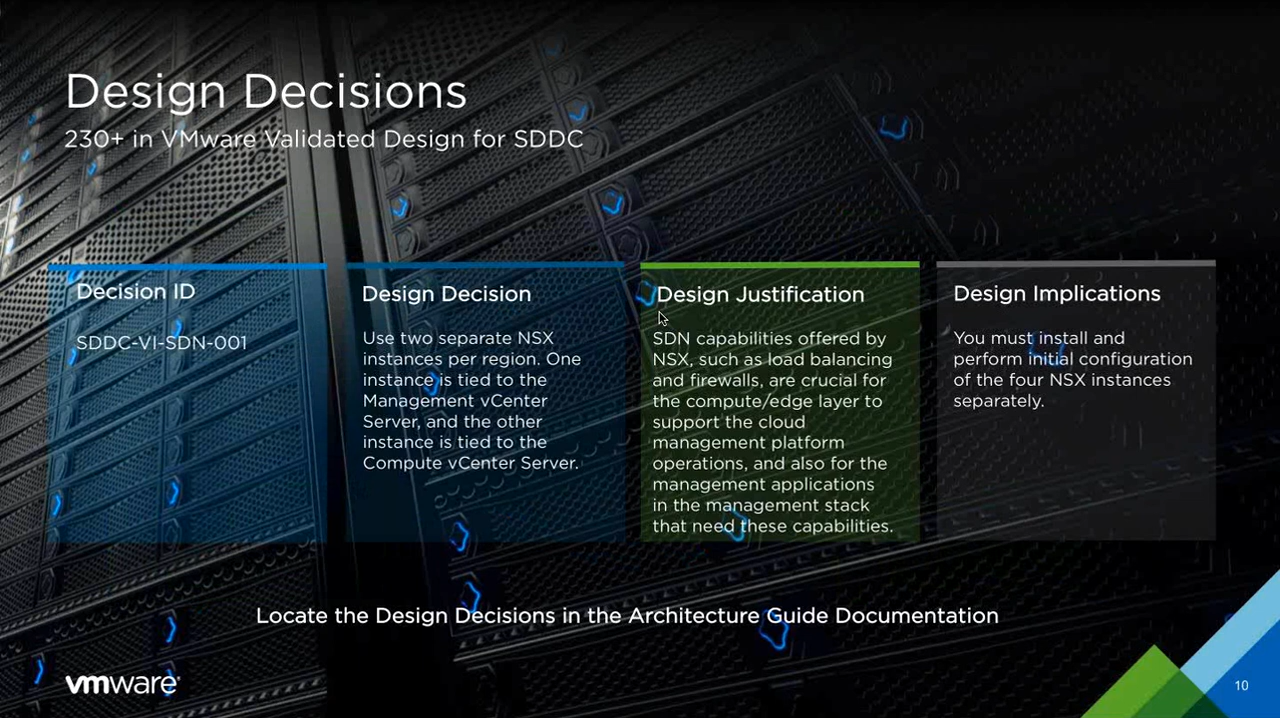 Design Decisions
230+ in VMware Validated Design for SDDC
Decision ID
SDDC-VI-SDN-001
Design Decision
Use two separate NSX
instances per region. One
instance is tied to the
Management vCenter
Server, and the other
instance is tied to the
Compute vCenter Server.
Design Justification
SDN capabilities offered by
NSX, such as load balancing
and firewalls, are crucial for
the compute/edge layer to
support the cloud
management platform
operations, and also for the
management applications
in the management stack
that need these capabilities.
Design Implications
You must install and
perform initial configuration
of the four NSX instances
separately.
Locate the Design Decisions in the Architecture Guide Documentation
vmware
10